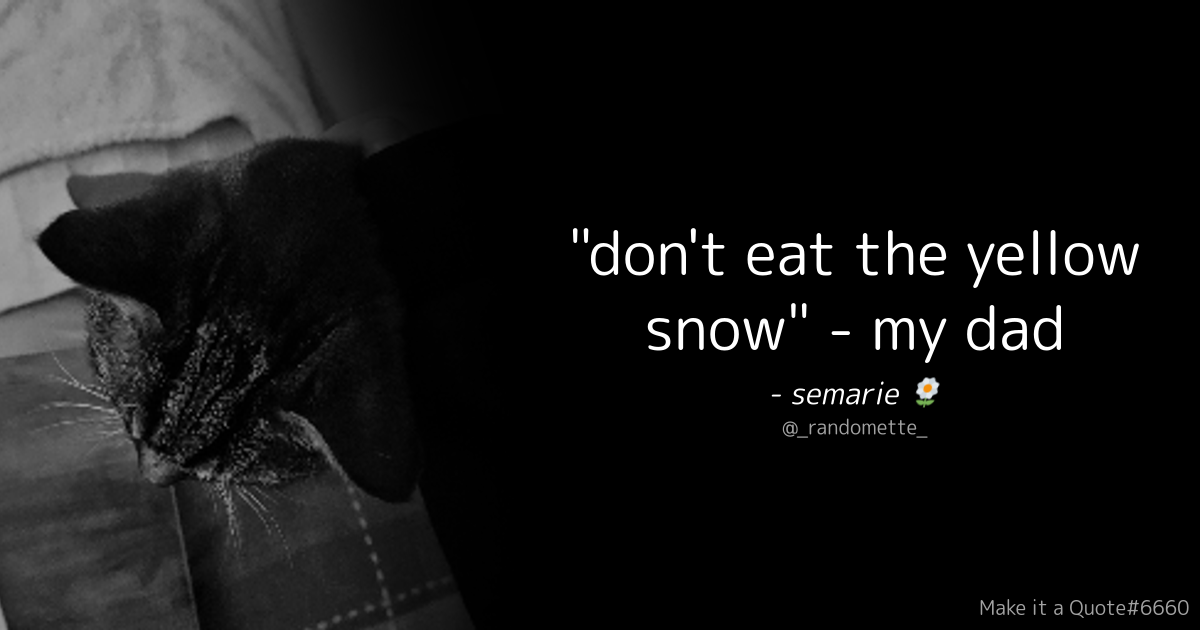 "don't eat the yellow
snow" - my dad
- semarie 🌼
@_randomette_
Make it a Quote#6660